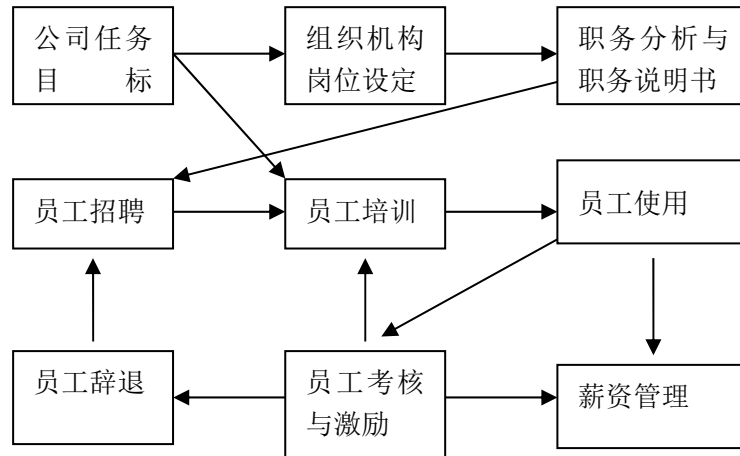 公司任务
目 标
组织机构
岗位设定
职务分析与
职务说明书
员工招聘
员工培训
员工使用
员工辞退
员工考核
与激励
薪资管理